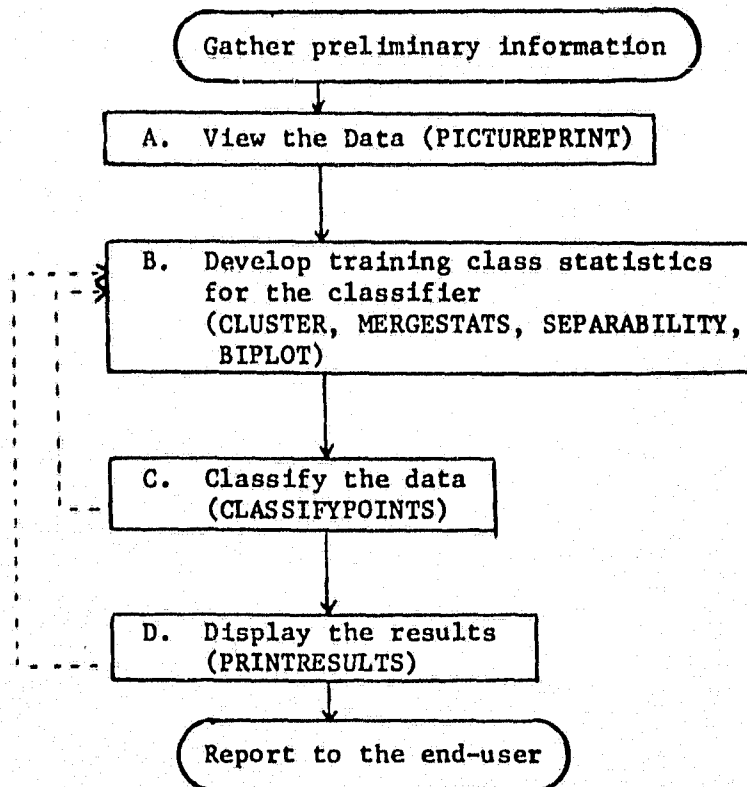 Gather preliminary information
A. View the Data (PICTUREPRINT)
B. Develop training class statistics
for the classifier
(CLUSTER, MERGESTATS, SEPARABILITY,
BIPLOT)
C. Classify the data
(CLASSIFYPOINTS)
D. Display the results
(PRINTRESULTS)
Report to the end-user